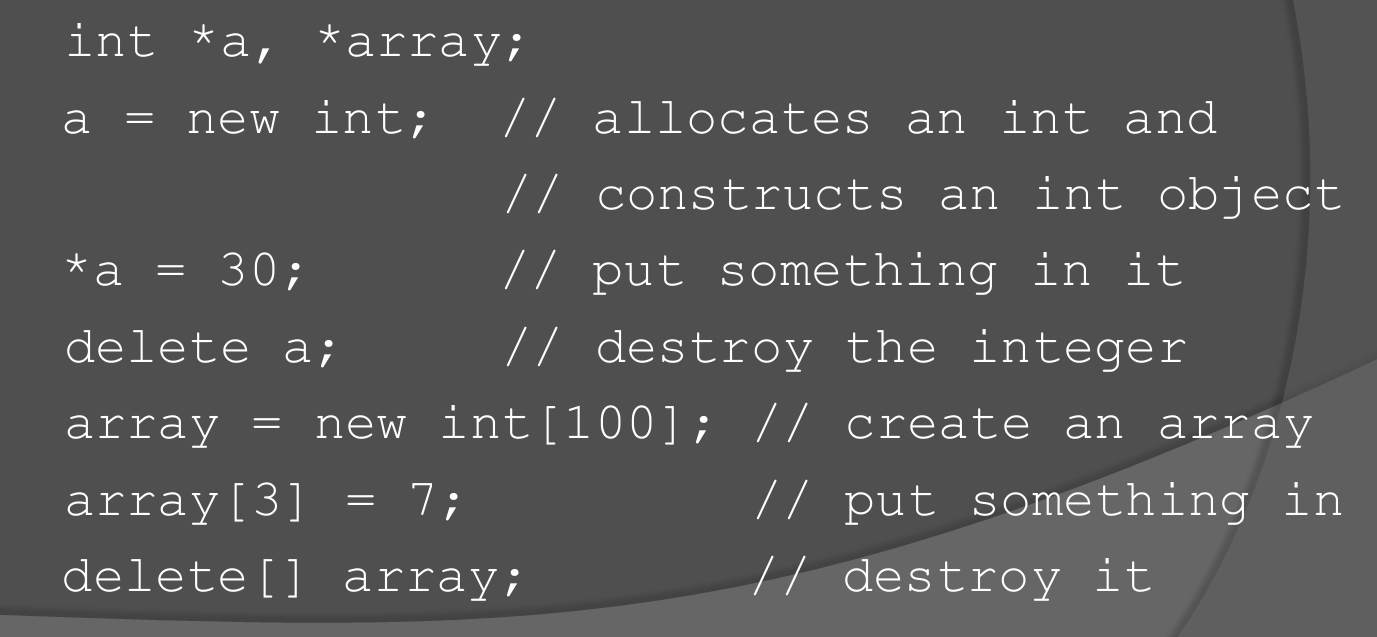 int *a, *array;
a = new int;  // allocates an int and
              // constructs an int object
*a = 30;      // put something in it
delete a;     // destroy the integer
array = new int[100]; // create an array
array[3] = 7;         // put something in
delete[] array;       // destroy it